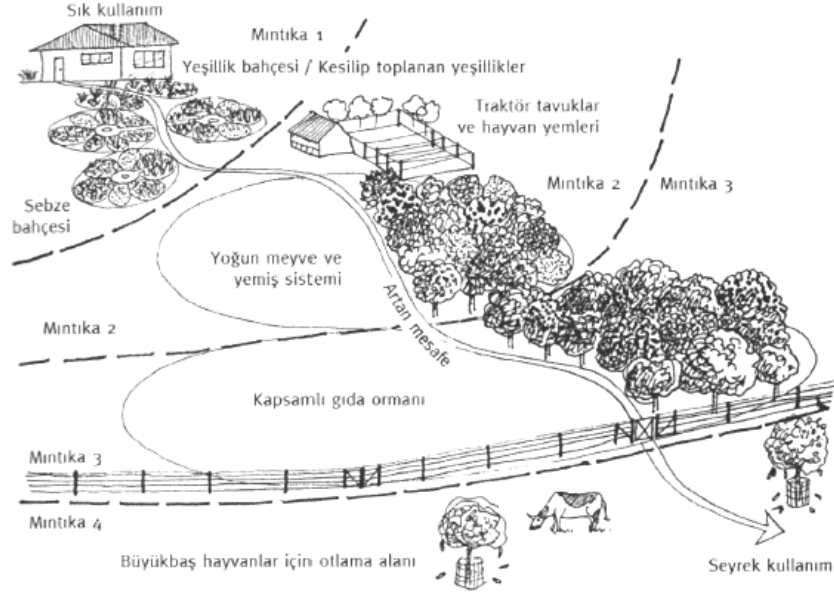 Sık kullanım
Mıntıka 1
Yeşillik bahçesi / Kesilip toplanan yeşillikler
Traktör tavuklar
ve hayvan yemleri
Mıntıka 2
Mıntıka 3
Sebze
bahçesi
Yoğun meyve ve
yemiş sistemi
Artan mesafe
Mıntıka 2
Kapsamlı gıda ormanı
Mıntıka 3
Mıntıka 4
Büyükbaş hayvanlar için otlama alanı
Seyrek kullanım